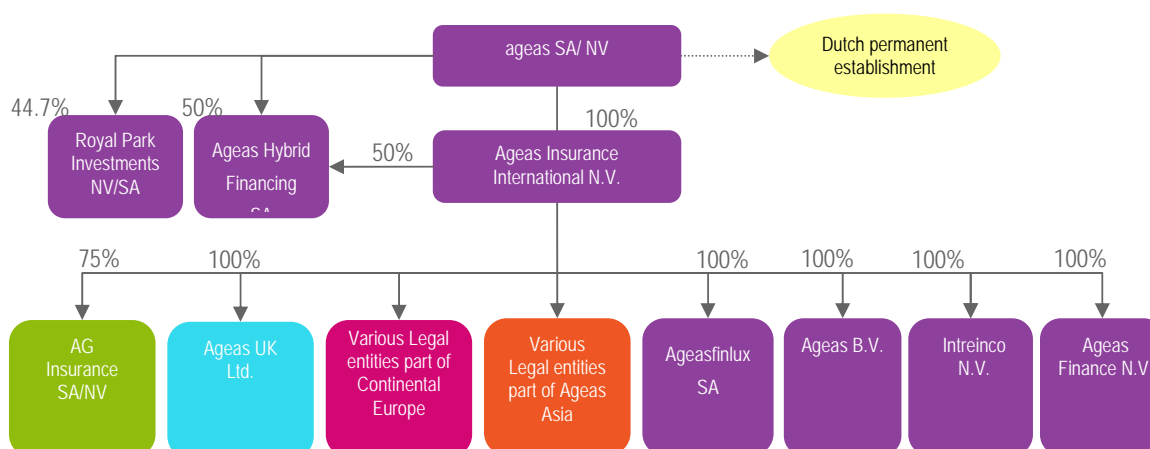 ageas SA/ NV
Dutch permanent
establishment
44.7%
50%
100%
Royal Park
Investments
NV/SA
Ageas Hybrid
Financing
SA
50%
Ageas Insurance
International N.V.
75%
100%
100%
100%
100%
100%
AG
Insurance
SA/NV
Ageas UK
Ltd.
Various Legal
entities part of
Continental
Europe
Various
Legal entities
part of Ageas
Asia
Ageasfinlux
SA
Ageas B.V.
Intreinco
N.V.
Ageas
Finance N.V